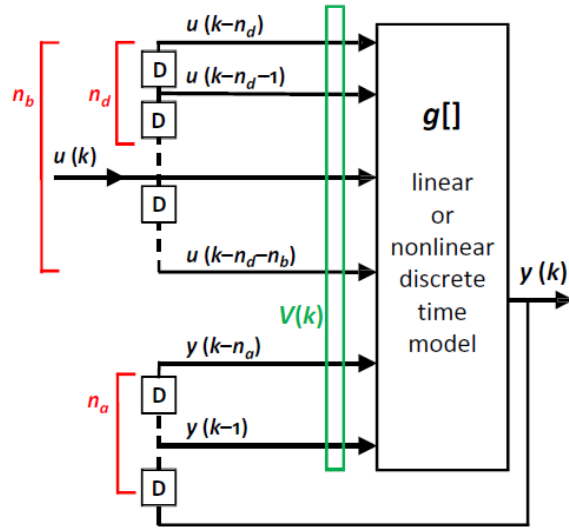 u (k–n_d)
D
u (k–n_d–1)
n_b
n_d
D
g[]
u (k)
D
linear
or
nonlinear
discrete
time
model
u (k–n_d–n_b)
y (k)
V(k)
y (k–n_a)
n_a
D
y (k–1)
D